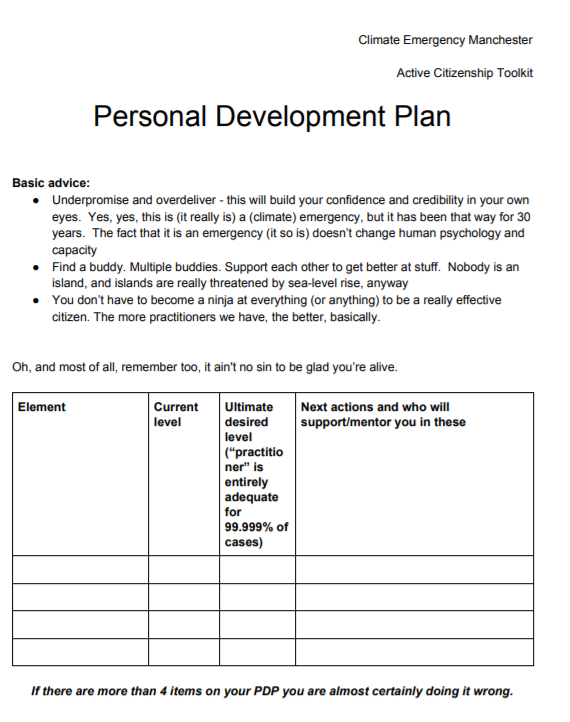 Climate Emergency Manchester
Active Citizenship Toolkit
Personal Development Plan
Basic advice:
● Underpromise and overdeliver - this will build your confidence and credibility in your own
eyes. Yes, yes, this is (it really is) a (climate) emergency, but it has been that way for 30
years. The fact that it is an emergency (it so is) doesn’t change human psychology and
capacity
● Find a buddy. Multiple buddies. Support each other to get better at stuff. Nobody is an
island, and islands are really threatened by sea-level rise, anyway
● You don’t have to become a ninja at everything (or anything) to be a really effective
citizen. The more practitioners we have, the better, basically.
Oh, and most of all, remember too, it ain't no sin to be glad you’re alive.
Element
Current
level
Ultimate
desired
level
(“practitio
ner” is
entirely
adequate
for
99.999% of
cases)
Next actions and who will
support/mentor you in these
If there are more than 4 items on your PDP you are almost certainly doing it wrong.